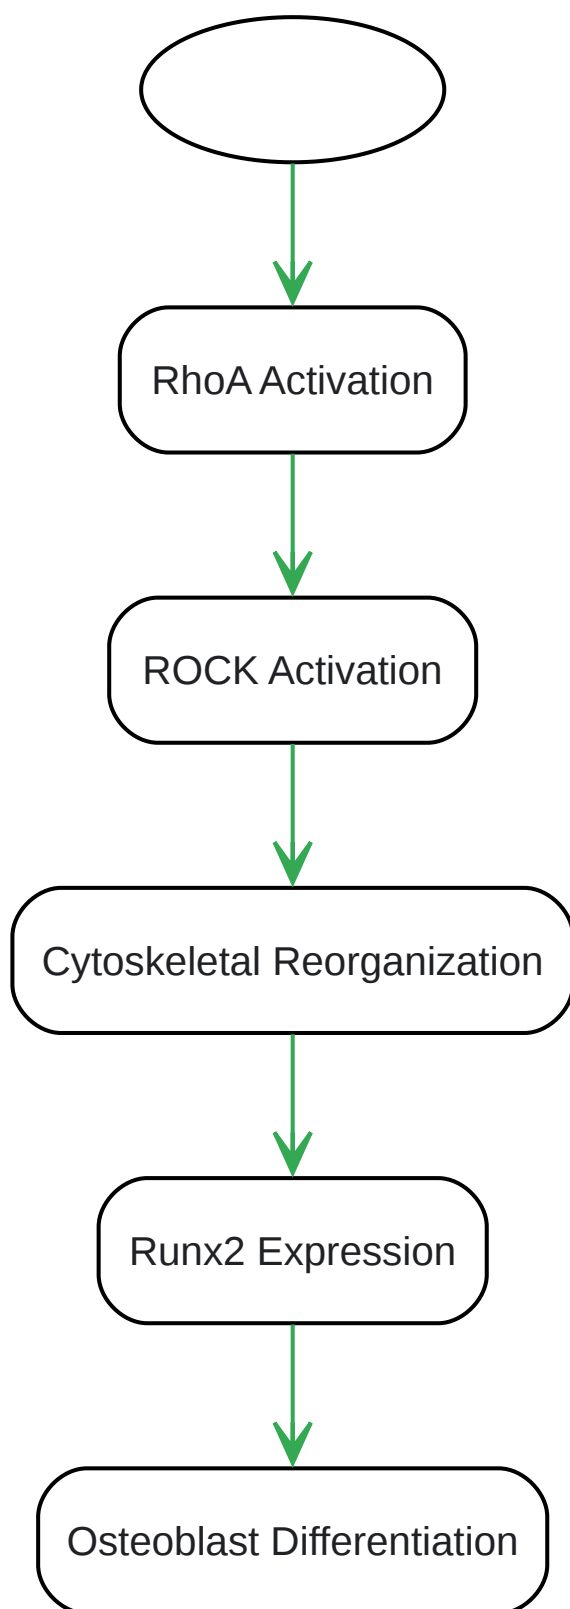 RhoA Activation
ROCK Activation
Cytoskeletal Reorganization
Runx2 Expression
Osteoblast Differentiation